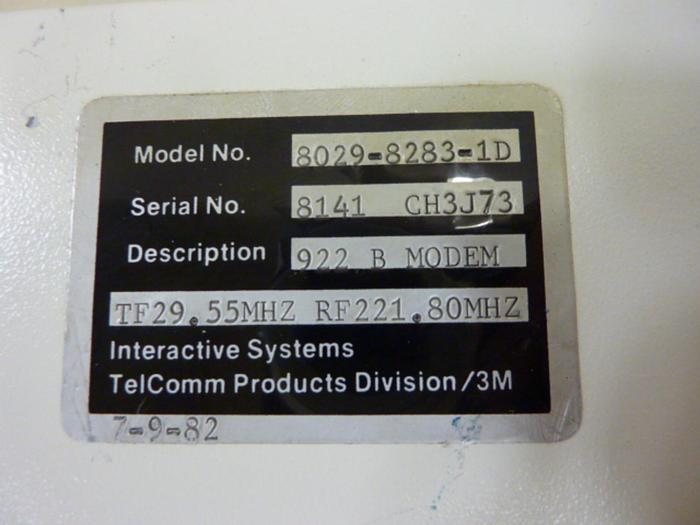 Model No. 8029-8283-1D
Serial No. 8141 CH3J73
Description 922 B MODEM
TF29.55MHZ RF221.80MHZ
Interactive Systems
TelComm Products Division/3M
7-9-82